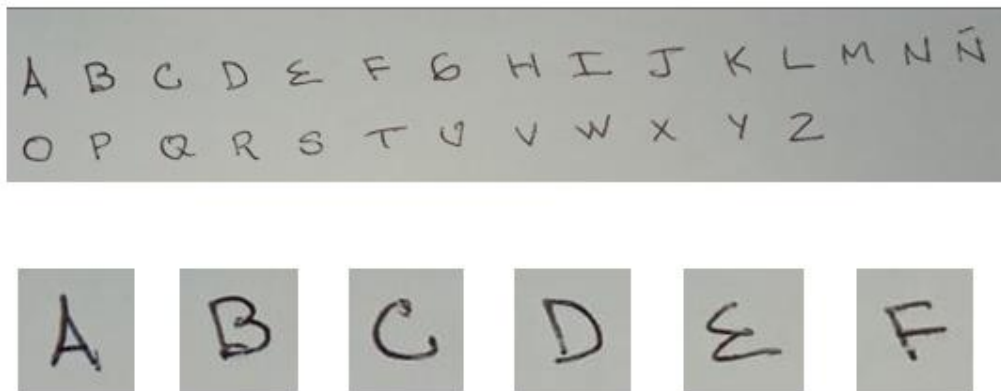 A B C D E F G H I J K L M N Ñ
O P Q R S T U V W X Y Z
A B C D E F